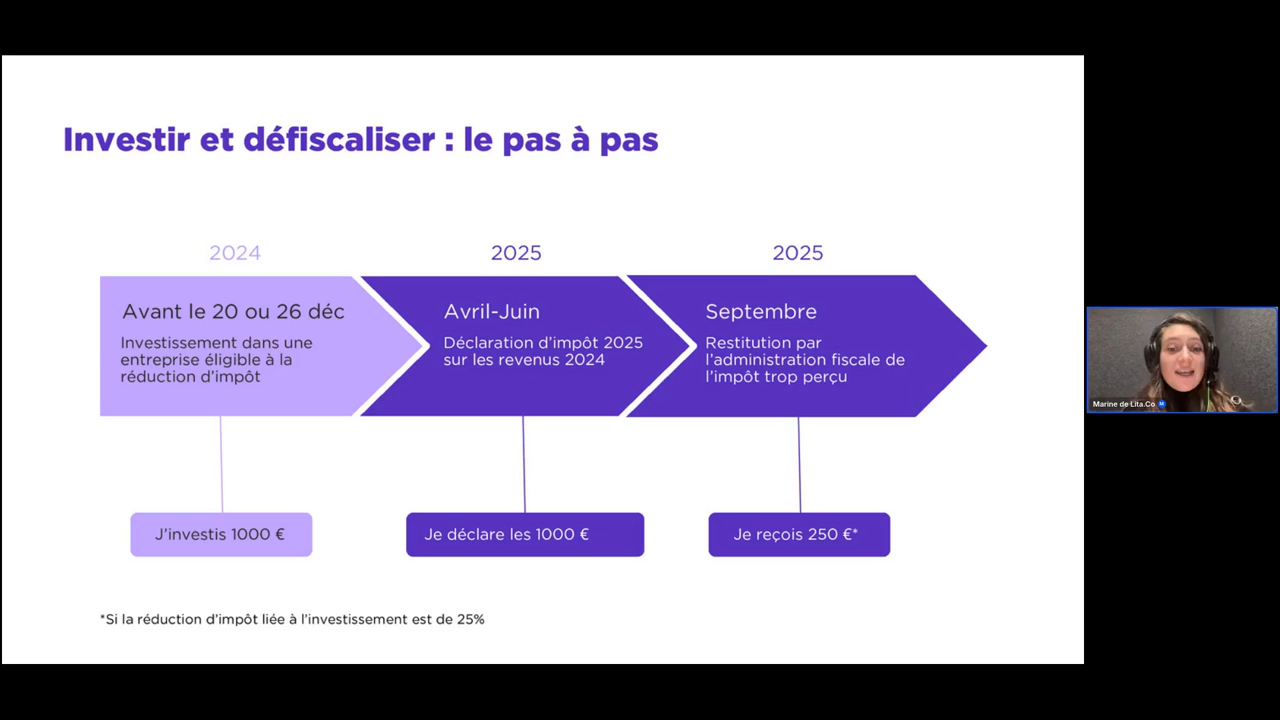 Investir et défiscaliser : le pas à pas
2024
2025
2025
Avant le 20 ou 26 déc
Investissement dans une
entreprise éligible à la
réduction d'impôt
Avril-Juin
Déclaration d'impôt 2025
sur les revenus 2024
Septembre
Restitution par
l'administration fiscale de
l'impôt trop perçu
J'investis 1000 €
Je déclare les 1000 €
Je reçois 250 €*
*Si la réduction d'impôt liée à l'investissement est de 25%
Marine de Lita.Co